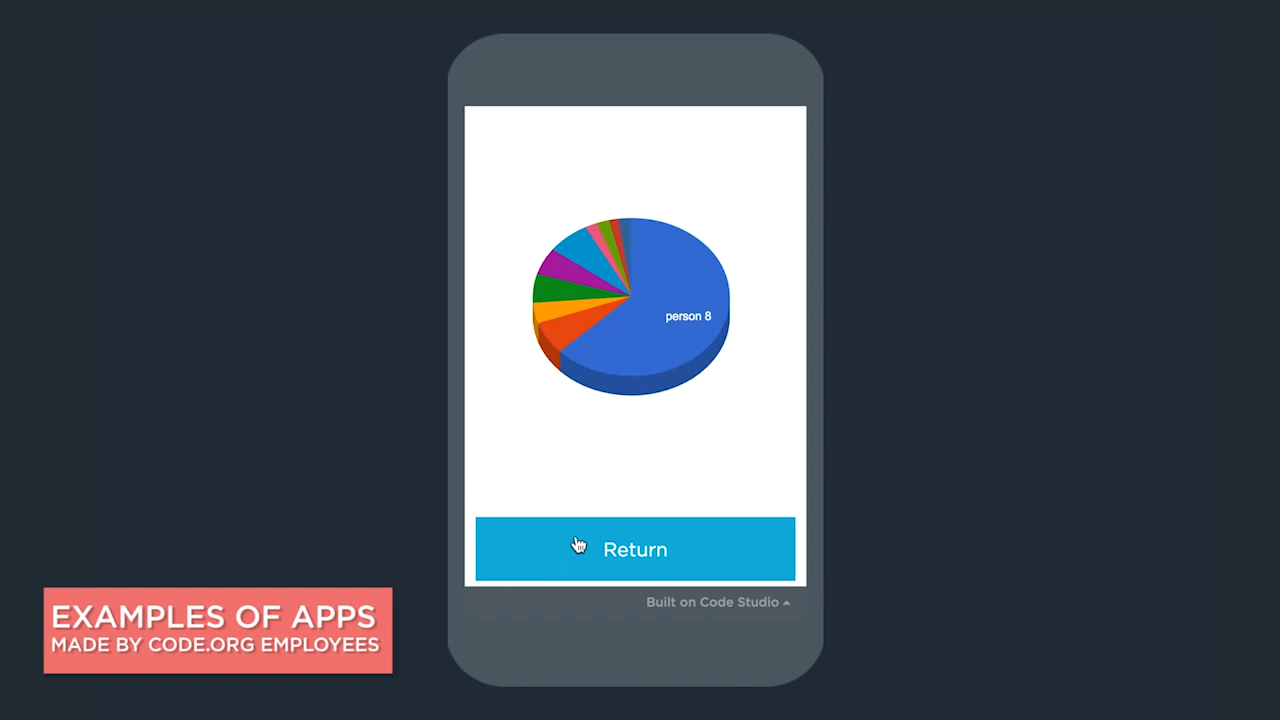 person 8
Return
Built on Code Studio
EXAMPLES OF APPS
MADE BY CODE.ORG EMPLOYEES